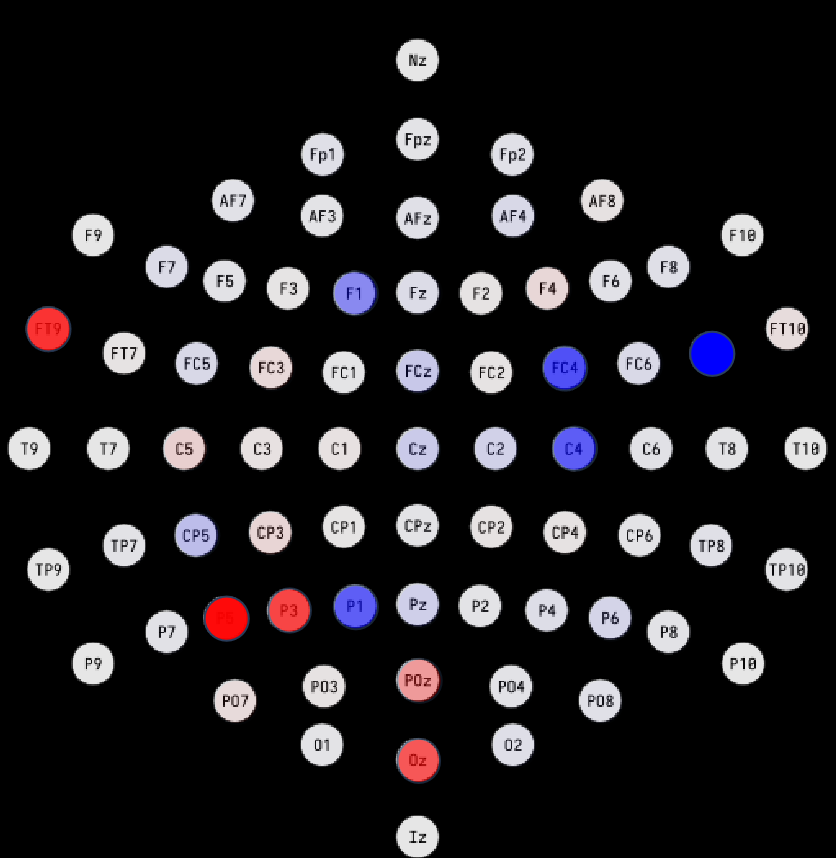 Nz
Fpz
Fp1 Fp2
AF7 AF8
AF3 AFz AF4
F9 F10
F7 F8
F5 F3 F1 Fz F2 F4 F6
FT9 FT10
FT7
FC5 FC3 FC1 FCz FC2 FC4 FC6
T9 T7 C5 C3 C1 Cz C2 C4 C6 T8 T10
CP5 CP3 CP1 CPz CP2 CP4 CP6
TP7 TP8
TP9 TP10
P5 P3 P1 Pz P2 P4 P6
P7 P8
P9 P10
PO7 PO3 POz PO4 PO8
O1 O2
Oz
Iz